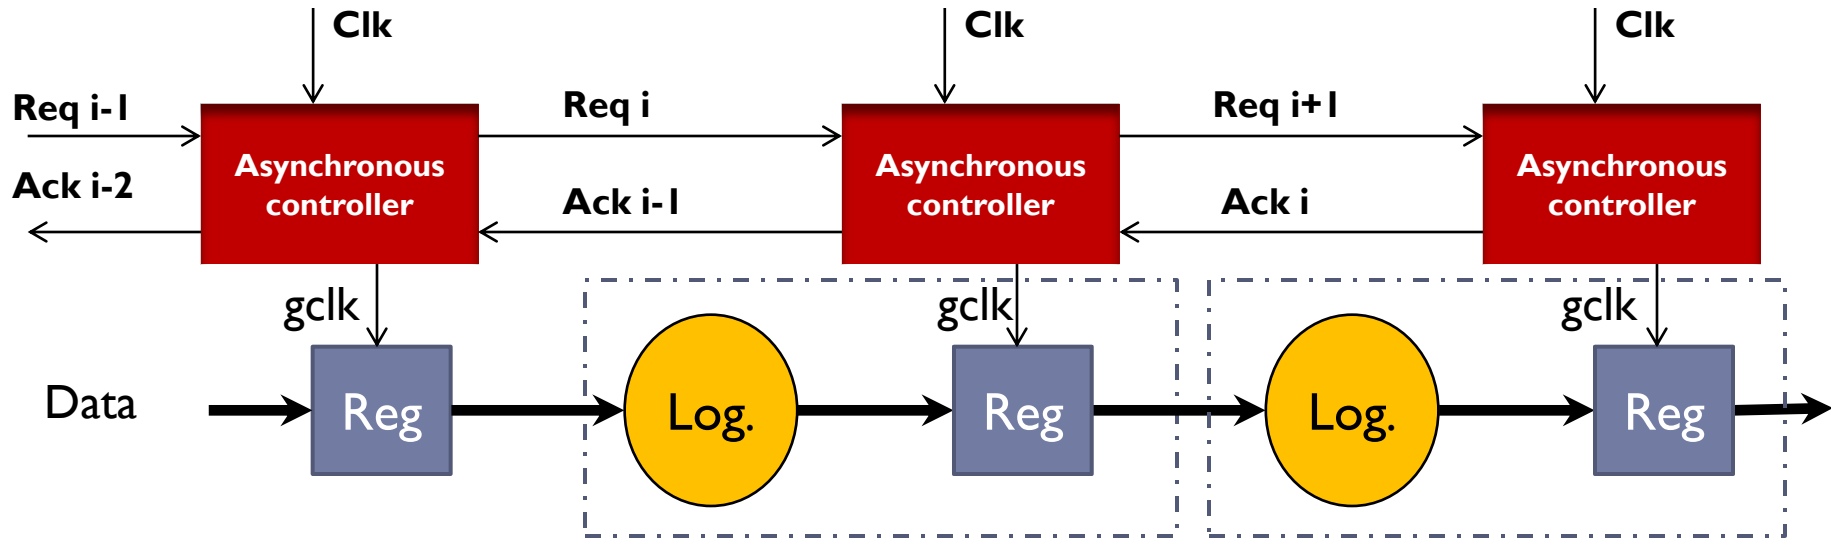 Clk
Clk
Clk
Req i-1
Req i
Req i+1
Asynchronous
controller
Asynchronous
controller
Asynchronous
controller
Ack i-2
Ack i-1
Ack i
gclk
gclk
gclk
Data
Reg
Log.
Reg
Log.
Reg